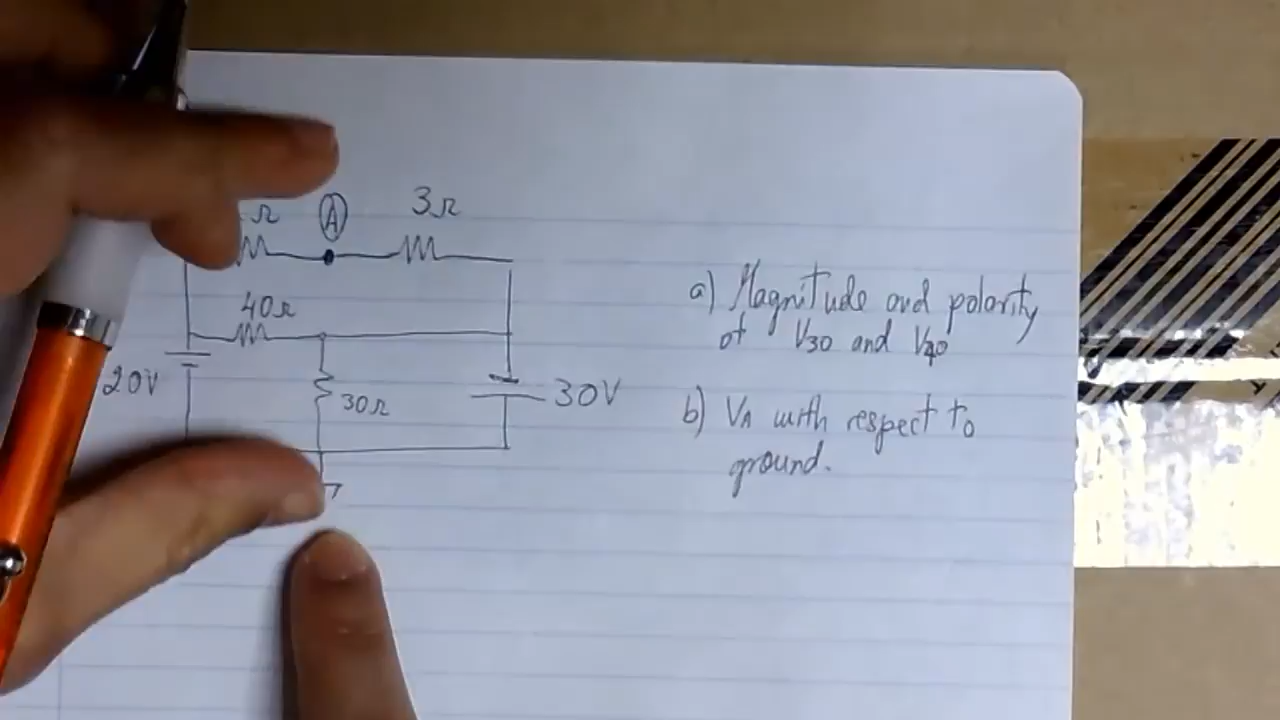 Ω Ⓐ 3Ω
40Ω
20V
30Ω
30V
a) Magnitude and polarity
of V30 and V40
b) VA with respect to
ground.